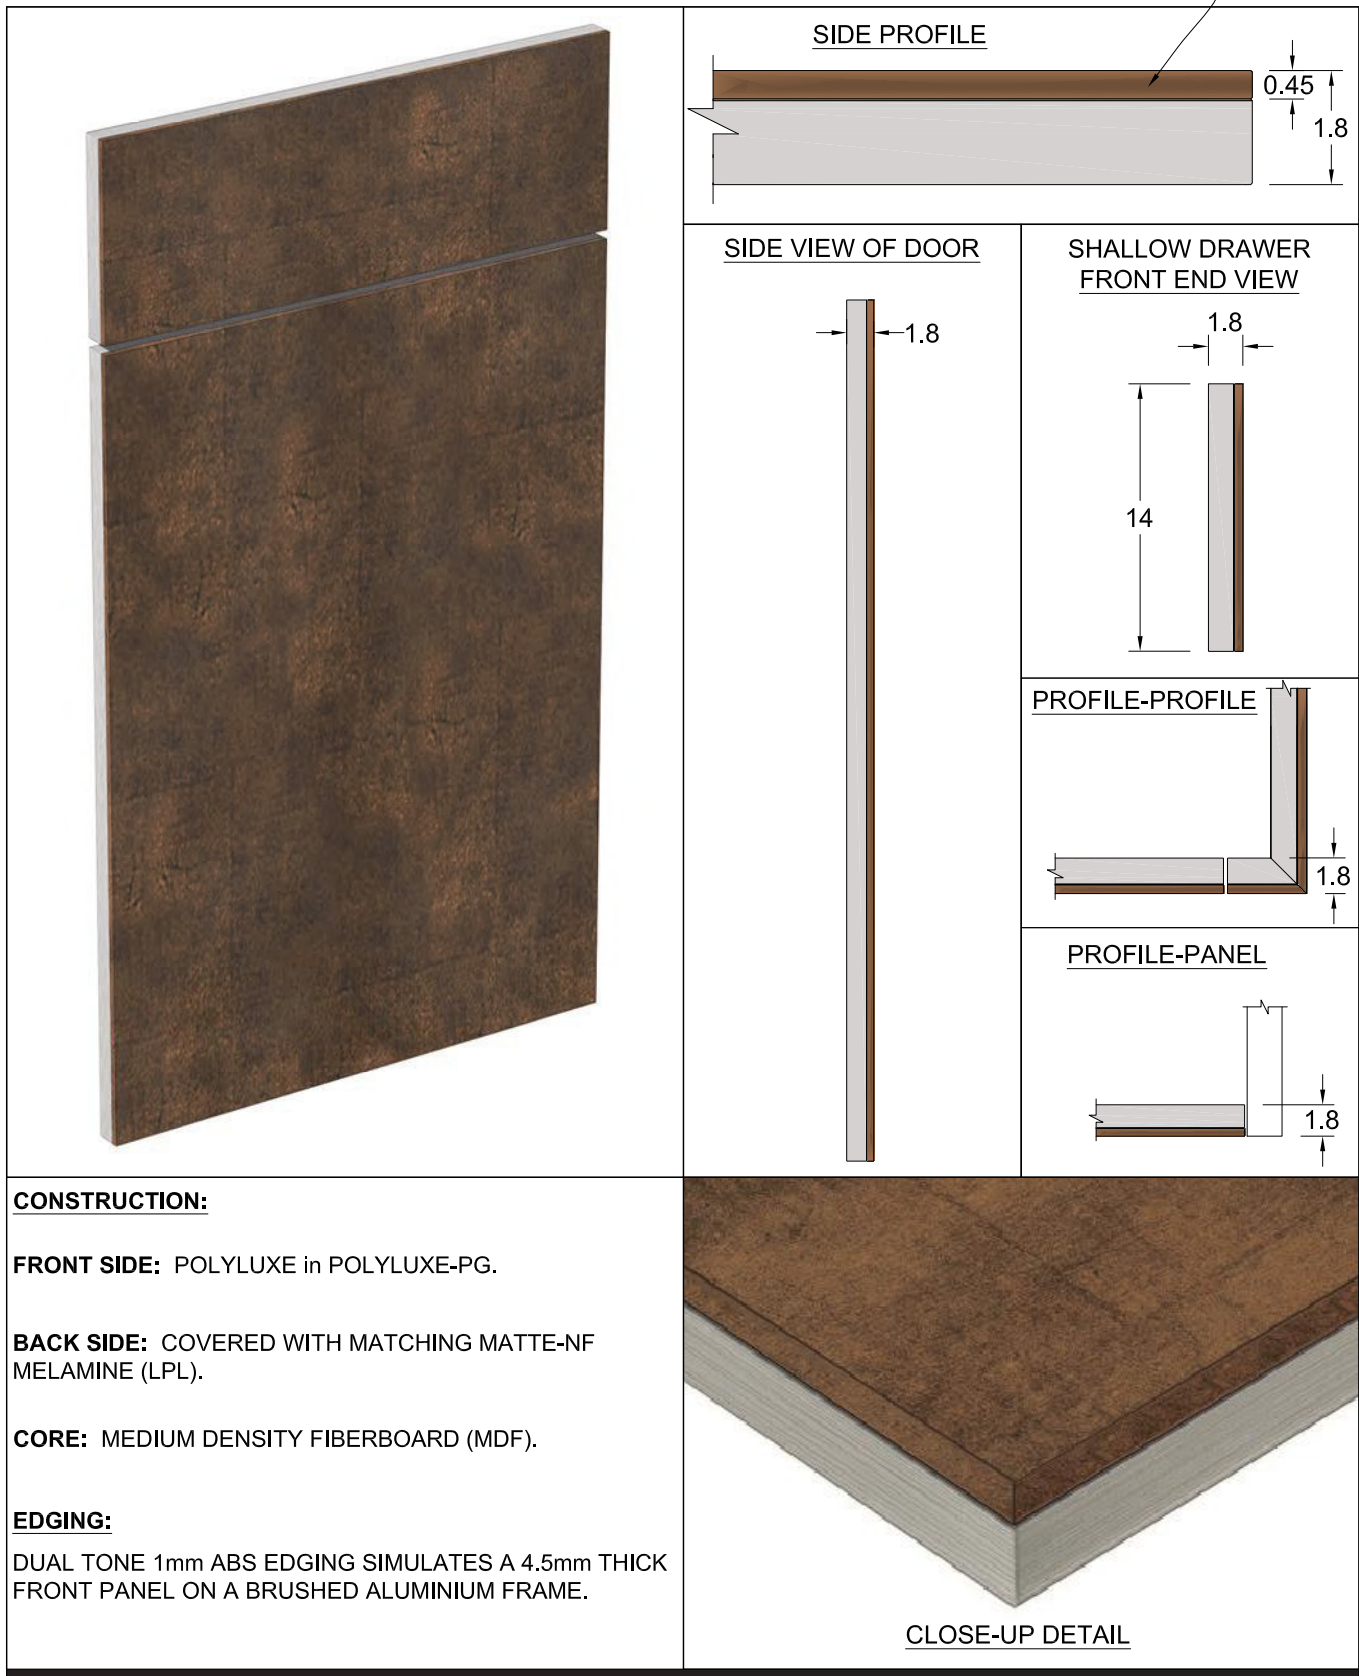 SIDE PROFILE
0.45
1.8
SIDE VIEW OF DOOR
1.8
SHALLOW DRAWER
FRONT END VIEW
1.8
14
PROFILE-PROFILE
1.8
PROFILE-PANEL
1.8
CONSTRUCTION:
FRONT SIDE: POLYLUXE in POLYLUXE-PG.
BACK SIDE: COVERED WITH MATCHING MATTE-NF
MELAMINE (LPL).
CORE: MEDIUM DENSITY FIBERBOARD (MDF).
EDGING:
DUAL TONE 1mm ABS EDGING SIMULATES A 4.5mm THICK
FRONT PANEL ON A BRUSHED ALUMINIUM FRAME.
CLOSE-UP DETAIL